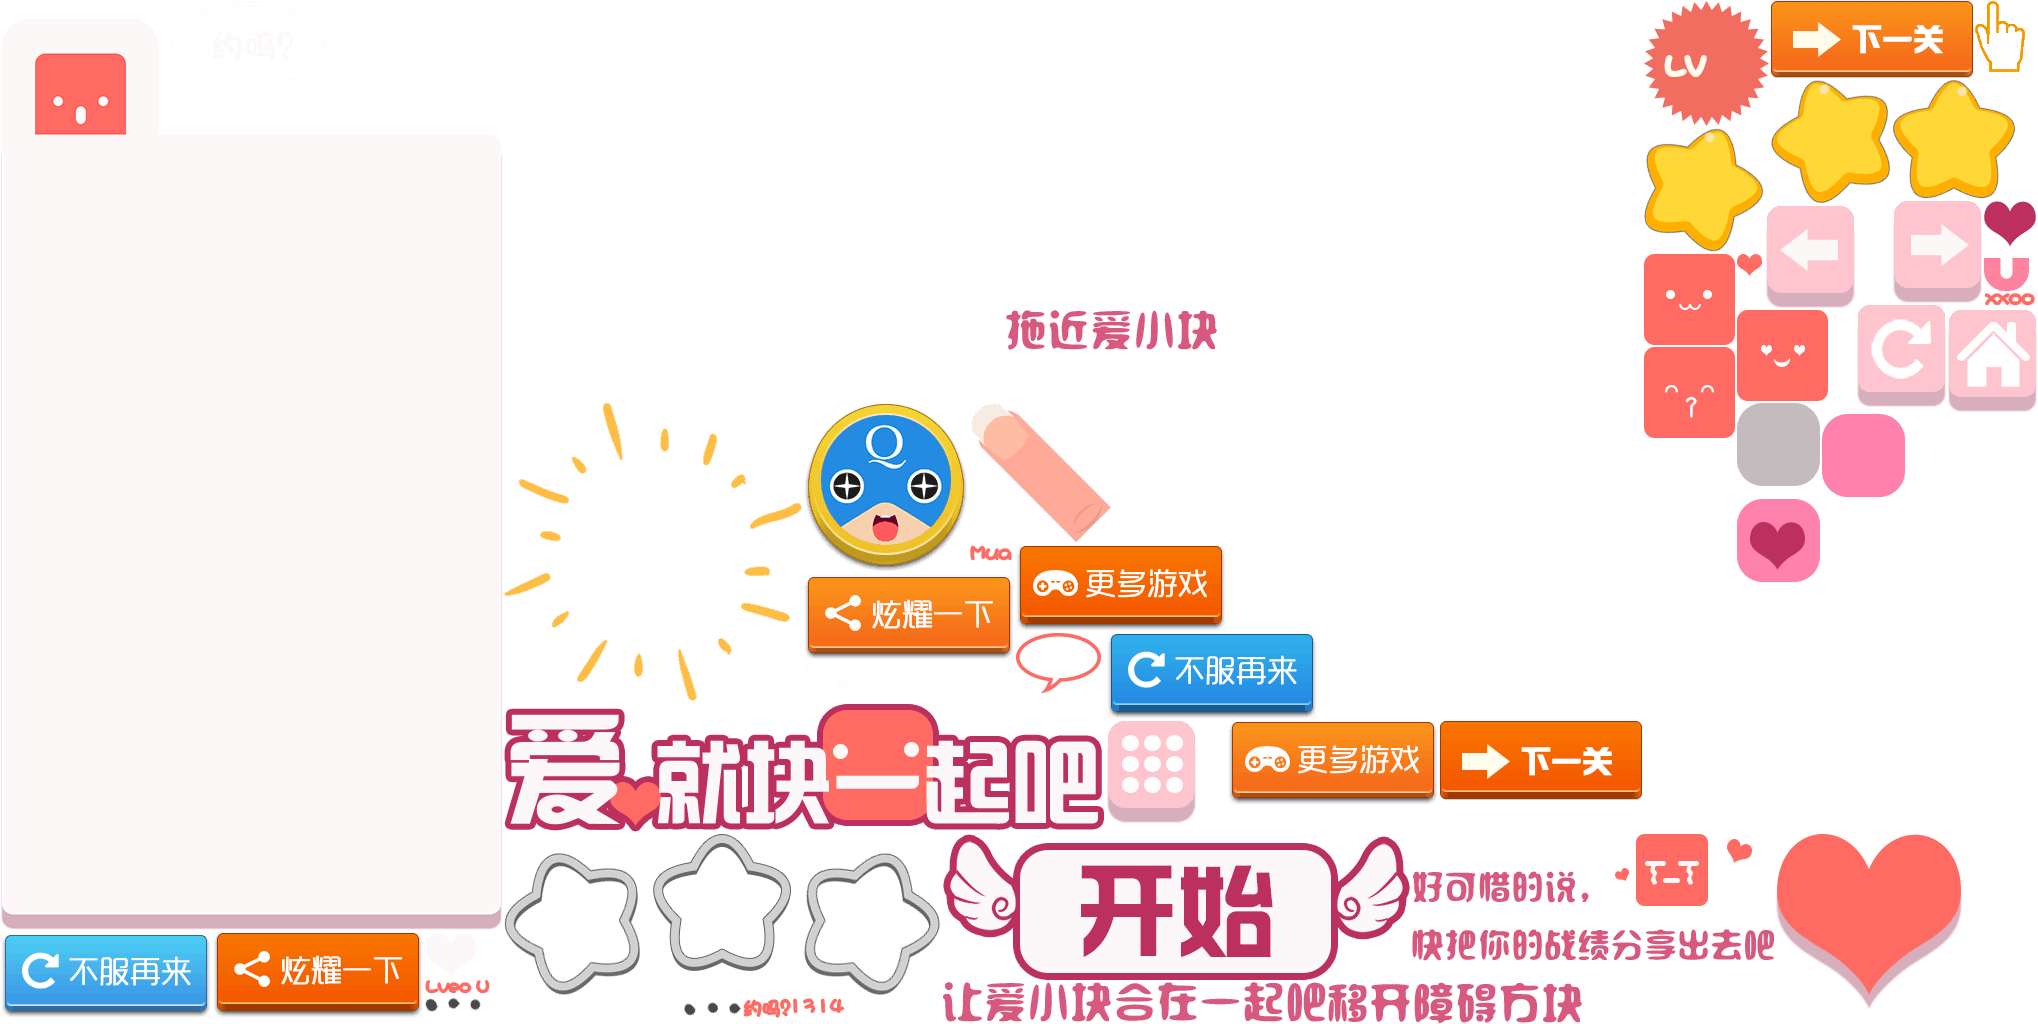 约吗?
LV
下一关
U
xxoo
拖近爱小块
Q
Mua
更多游戏
炫耀一下
不服再来
爱就块一起吧
更多游戏
下一关
开始
好可惜的说，
T_T
快把你的战绩分享出去吧
不服再来
炫耀一下
Lveo U
约吗?1314
让爱小块合在一起吧移开障碍方块